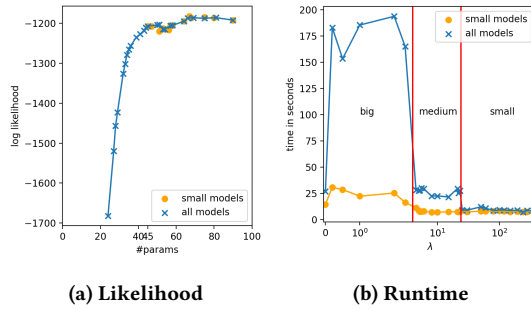 -1200
-1300
-1400
-1500
-1600
-1700
log likelihood
small models
all models
0 20 4045 60 80 100
#params
(a) Likelihood
200
175
150
125
100
75
50
25
0
time in seconds
small models
all models
big medium small
0 10⁰ 10¹ 10²
λ
(b) Runtime